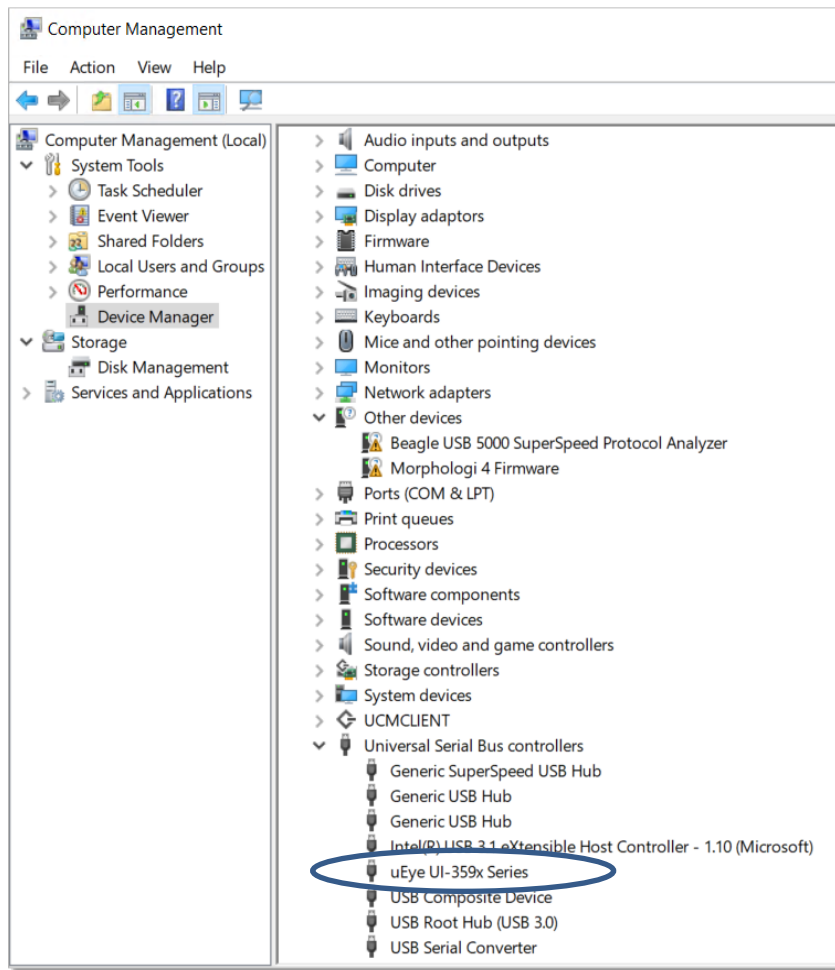 Computer Management
File Action View Help
Computer Management (Local)
System Tools
Task Scheduler
Event Viewer
Shared Folders
Local Users and Groups
Performance
Device Manager
Storage
Disk Management
Services and Applications
Audio inputs and outputs
Computer
Disk drives
Display adaptors
Firmware
Human Interface Devices
Imaging devices
Keyboards
Mice and other pointing devices
Monitors
Network adapters
Other devices
Beagle USB 5000 SuperSpeed Protocol Analyzer
Morphologi 4 Firmware
Ports (COM & LPT)
Print queues
Processors
Security devices
Software components
Software devices
Sound, video and game controllers
Storage controllers
System devices
UCMCLIENT
Universal Serial Bus controllers
Generic SuperSpeed USB Hub
Generic USB Hub
Generic USB Hub
Intel(R) USB 3.1 eXtensible Host Controller - 1.10 (Microsoft)
uEye UI-359x Series
USB Composite Device
USB Root Hub (USB 3.0)
USB Serial Converter